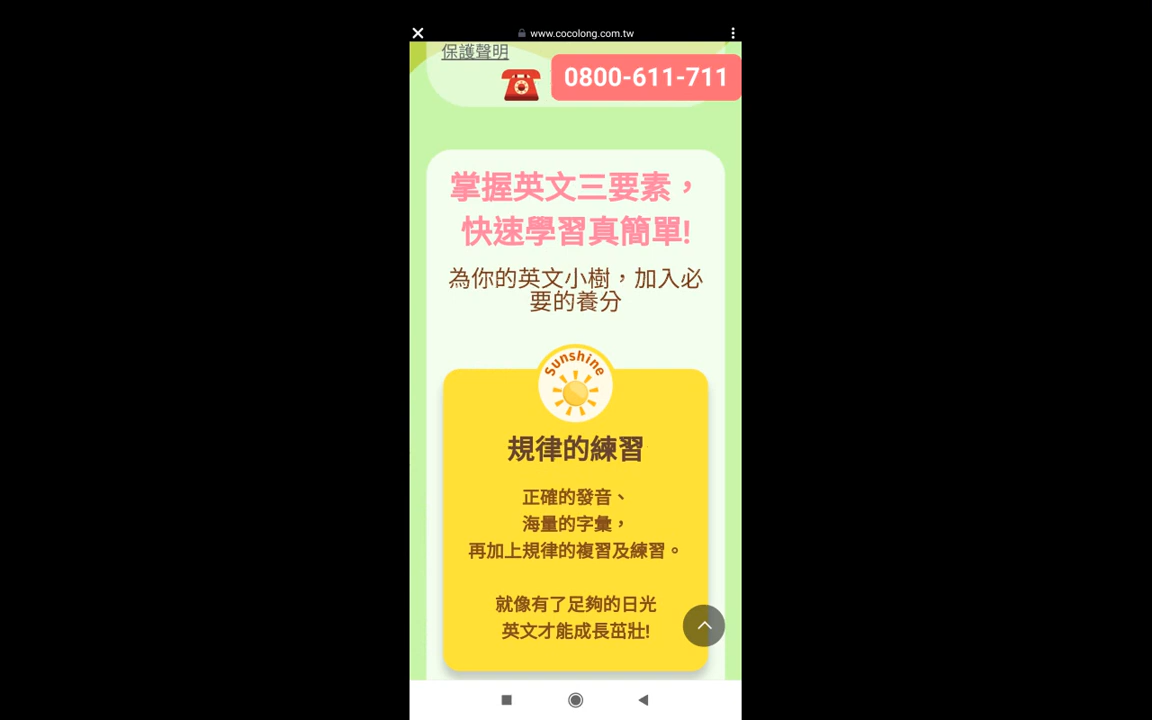 www.cocolong.com.tw
保護聲明
0800-611-711
掌握英文三要素，
快速學習真簡單!
為你的英文小樹，加入必
要的養分
Sunshine
規律的練習
正確的發音、
海量的字彙，
再加上規律的複習及練習。
就像有了足夠的日光
英文才能成長茁壯!